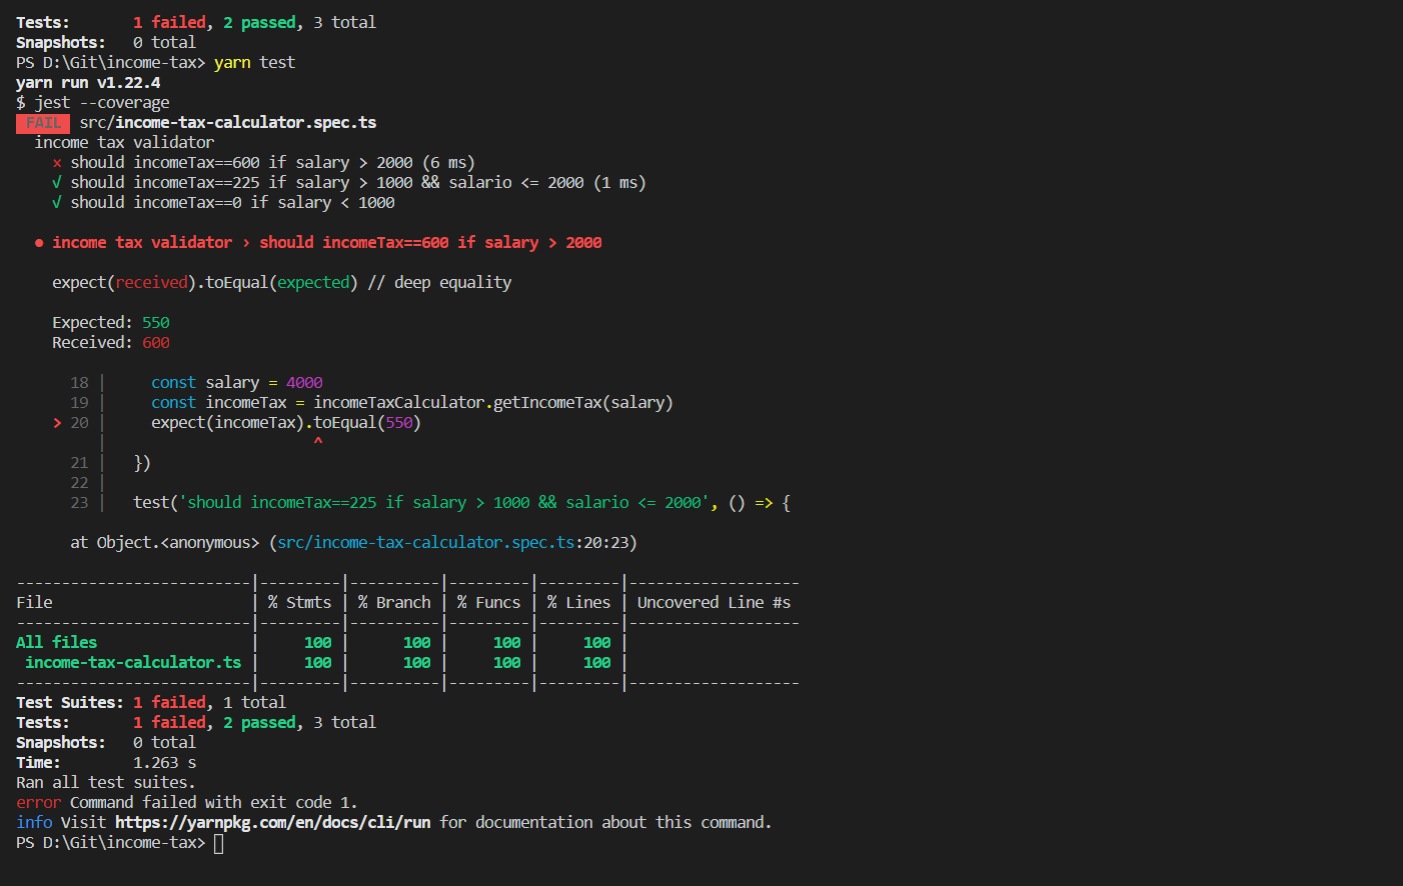 Tests:       1 failed, 2 passed, 3 total
Snapshots:   0 total
PS D:\Git\income-tax> yarn test
yarn run v1.22.4
$ jest --coverage
FAIL  src/income-tax-calculator.spec.ts
  income tax validator
    × should incomeTax==600 if salary > 2000 (6 ms)
    √ should incomeTax==225 if salary > 1000 && salario <= 2000 (1 ms)
    √ should incomeTax==0 if salary < 1000
  ● income tax validator › should incomeTax==600 if salary > 2000
    expect(received).toEqual(expected) // deep equality
    Expected: 550
    Received: 600
      18 |     const salary = 4000
      19 |     const incomeTax = incomeTaxCalculator.getIncomeTax(salary)
    > 20 |     expect(incomeTax).toEqual(550)
         |                       ^
      21 |   })
      22 |
      23 |   test('should incomeTax==225 if salary > 1000 && salario <= 2000', () => {
      at Object.<anonymous> (src/income-tax-calculator.spec.ts:20:23)
--------------------------|---------|----------|---------|---------|-------------------
File                      | % Stmts | % Branch | % Funcs | % Lines | Uncovered Line #s
--------------------------|---------|----------|---------|---------|-------------------
All files                 |     100 |      100 |     100 |     100 |
 income-tax-calculator.ts |     100 |      100 |     100 |     100 |
--------------------------|---------|----------|---------|---------|-------------------
Test Suites: 1 failed, 1 total
Tests:       1 failed, 2 passed, 3 total
Snapshots:   0 total
Time:        1.263 s
Ran all test suites.
error Command failed with exit code 1.
info Visit https://yarnpkg.com/en/docs/cli/run for documentation about this command.
PS D:\Git\income-tax>